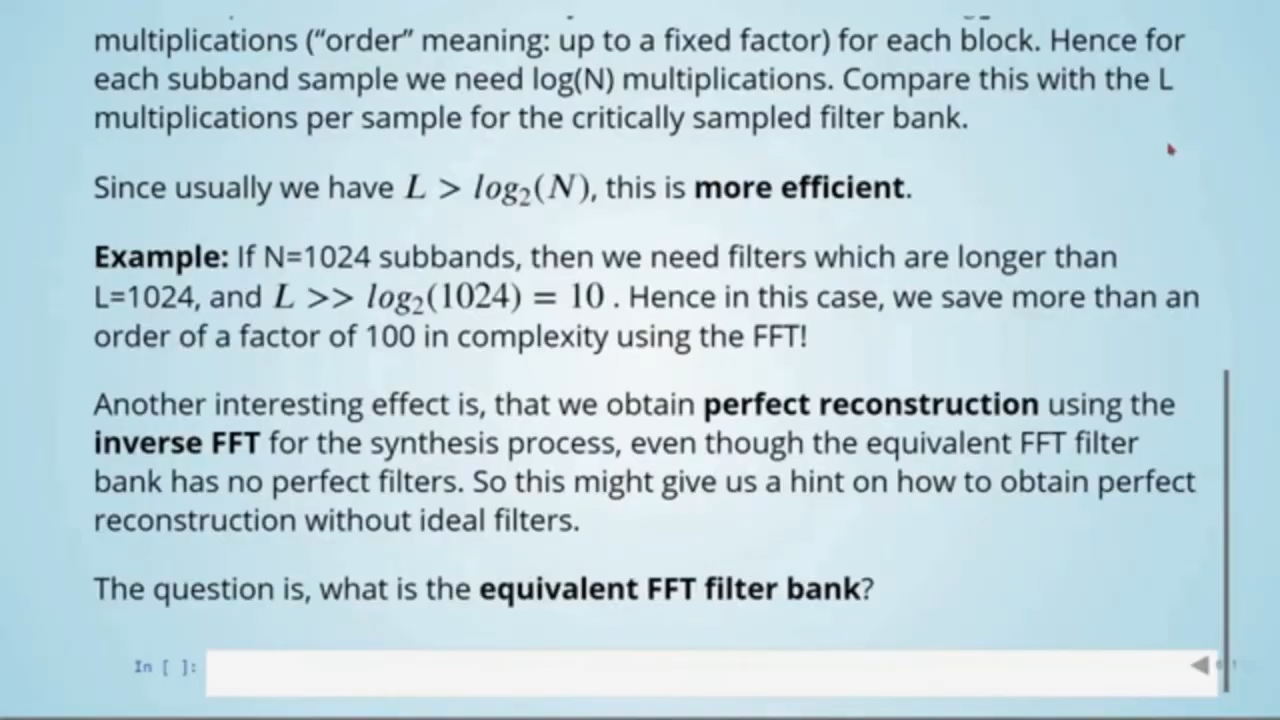 multiplications (“order” meaning: up to a fixed factor) for each block. Hence for
each subband sample we need log(N) multiplications. Compare this with the L
multiplications per sample for the critically sampled filter bank.
Since usually we have L > log₂(N), this is more efficient.
Example: If N=1024 subbands, then we need filters which are longer than
L=1024, and L >> log₂(1024) = 10 . Hence in this case, we save more than an
order of a factor of 100 in complexity using the FFT!
Another interesting effect is, that we obtain perfect reconstruction using the
inverse FFT for the synthesis process, even though the equivalent FFT filter
bank has no perfect filters. So this might give us a hint on how to obtain perfect
reconstruction without ideal filters.
The question is, what is the equivalent FFT filter bank?
In [ ]: